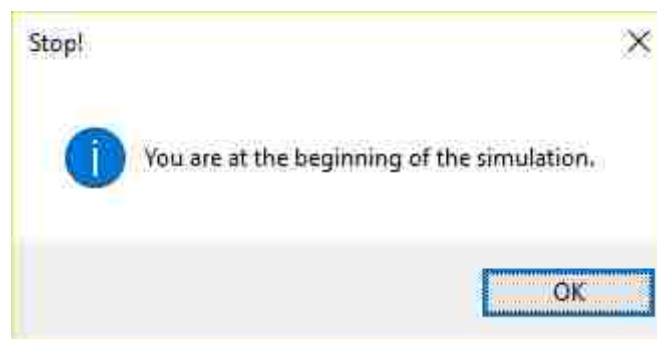 Stop!
You are at the beginning of the simulation.
OK